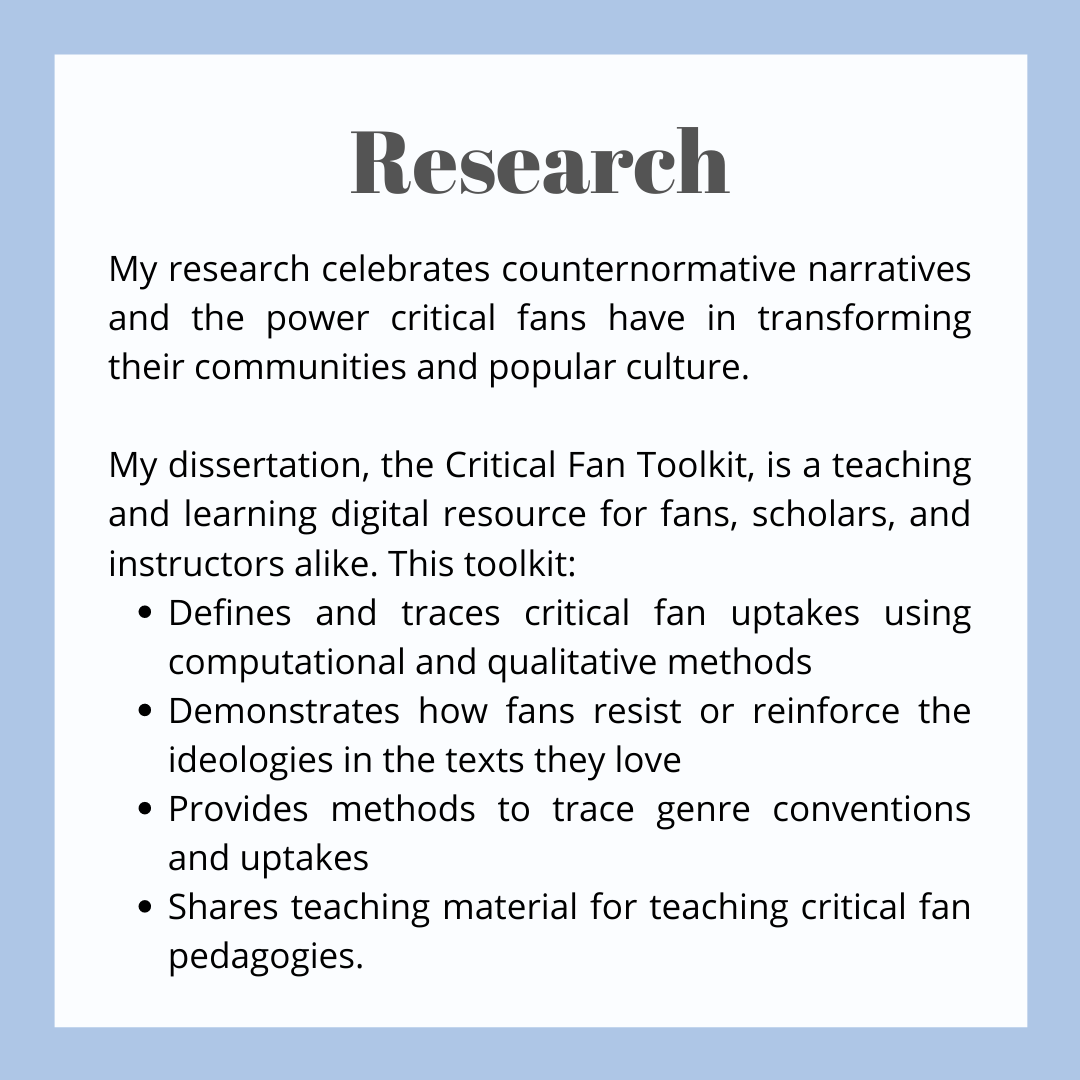 Research
My research celebrates counternormative narratives
and the power critical fans have in transforming
their communities and popular culture.
My dissertation, the Critical Fan Toolkit, is a teaching
and learning digital resource for fans, scholars, and
instructors alike. This toolkit:
• Defines and traces critical fan uptakes using
computational and qualitative methods
• Demonstrates how fans resist or reinforce the
ideologies in the texts they love
• Provides methods to trace genre conventions
and uptakes
• Shares teaching material for teaching critical fan
pedagogies.